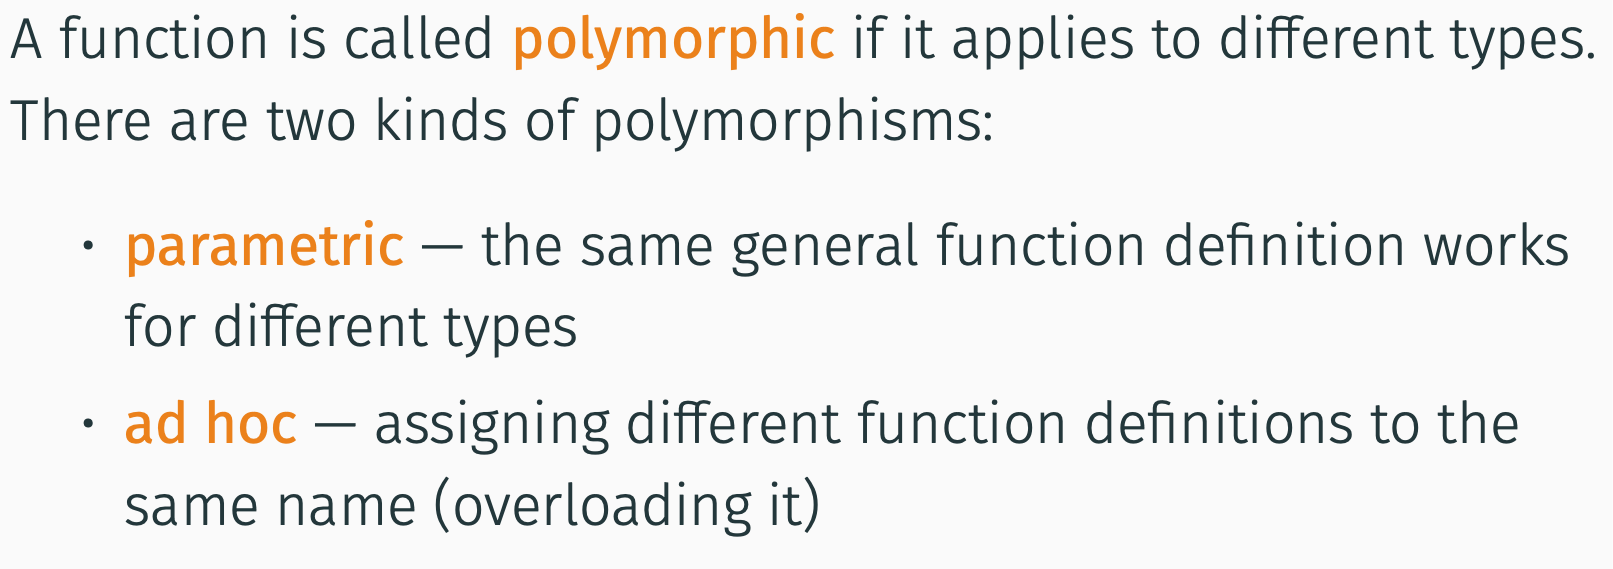 A function is called polymorphic if it applies to different types.
There are two kinds of polymorphisms:
• parametric — the same general function definition works
for different types
• ad hoc — assigning different function definitions to the
same name (overloading it)